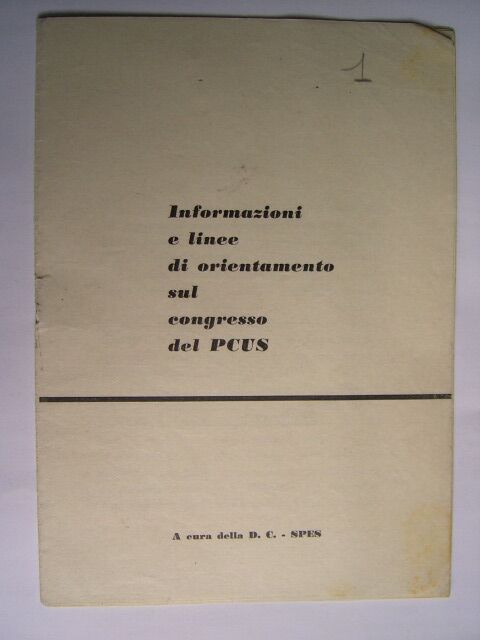 1
Informazioni
e linee
di orientamento
sul
congresso
del PCUS
A cura della D. C. - SPES